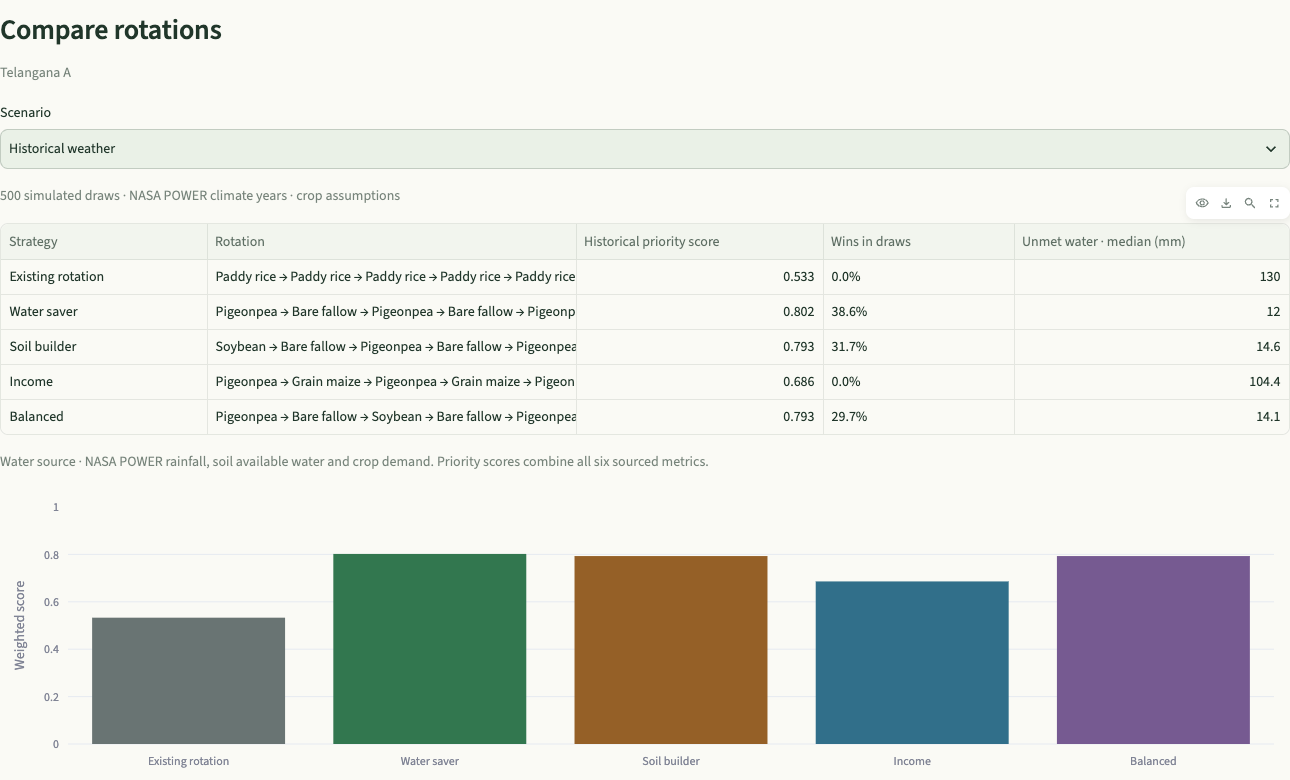 Compare rotations
Telangana A
Scenario
Historical weather
500 simulated draws · NASA POWER climate years · crop assumptions
Strategy Rotation Historical priority score Wins in draws Unmet water · median (mm)
Existing rotation Paddy rice → Paddy rice → Paddy rice → Paddy rice → Paddy rice 0.533 0.0% 130
Water saver Pigeonpea → Bare fallow → Pigeonpea → Bare fallow → Pigeonp 0.802 38.6% 12
Soil builder Soybean → Bare fallow → Pigeonpea → Bare fallow → Pigeonpea 0.793 31.7% 14.6
Income Pigeonpea → Grain maize → Pigeonpea → Grain maize → Pigeon 0.686 0.0% 104.4
Balanced Pigeonpea → Bare fallow → Soybean → Bare fallow → Pigeonpea 0.793 29.7% 14.1
Water source · NASA POWER rainfall, soil available water and crop demand. Priority scores combine all six sourced metrics.
1
0.8
0.6
0.4
0.2
0
Weighted score
Existing rotation Water saver Soil builder Income Balanced